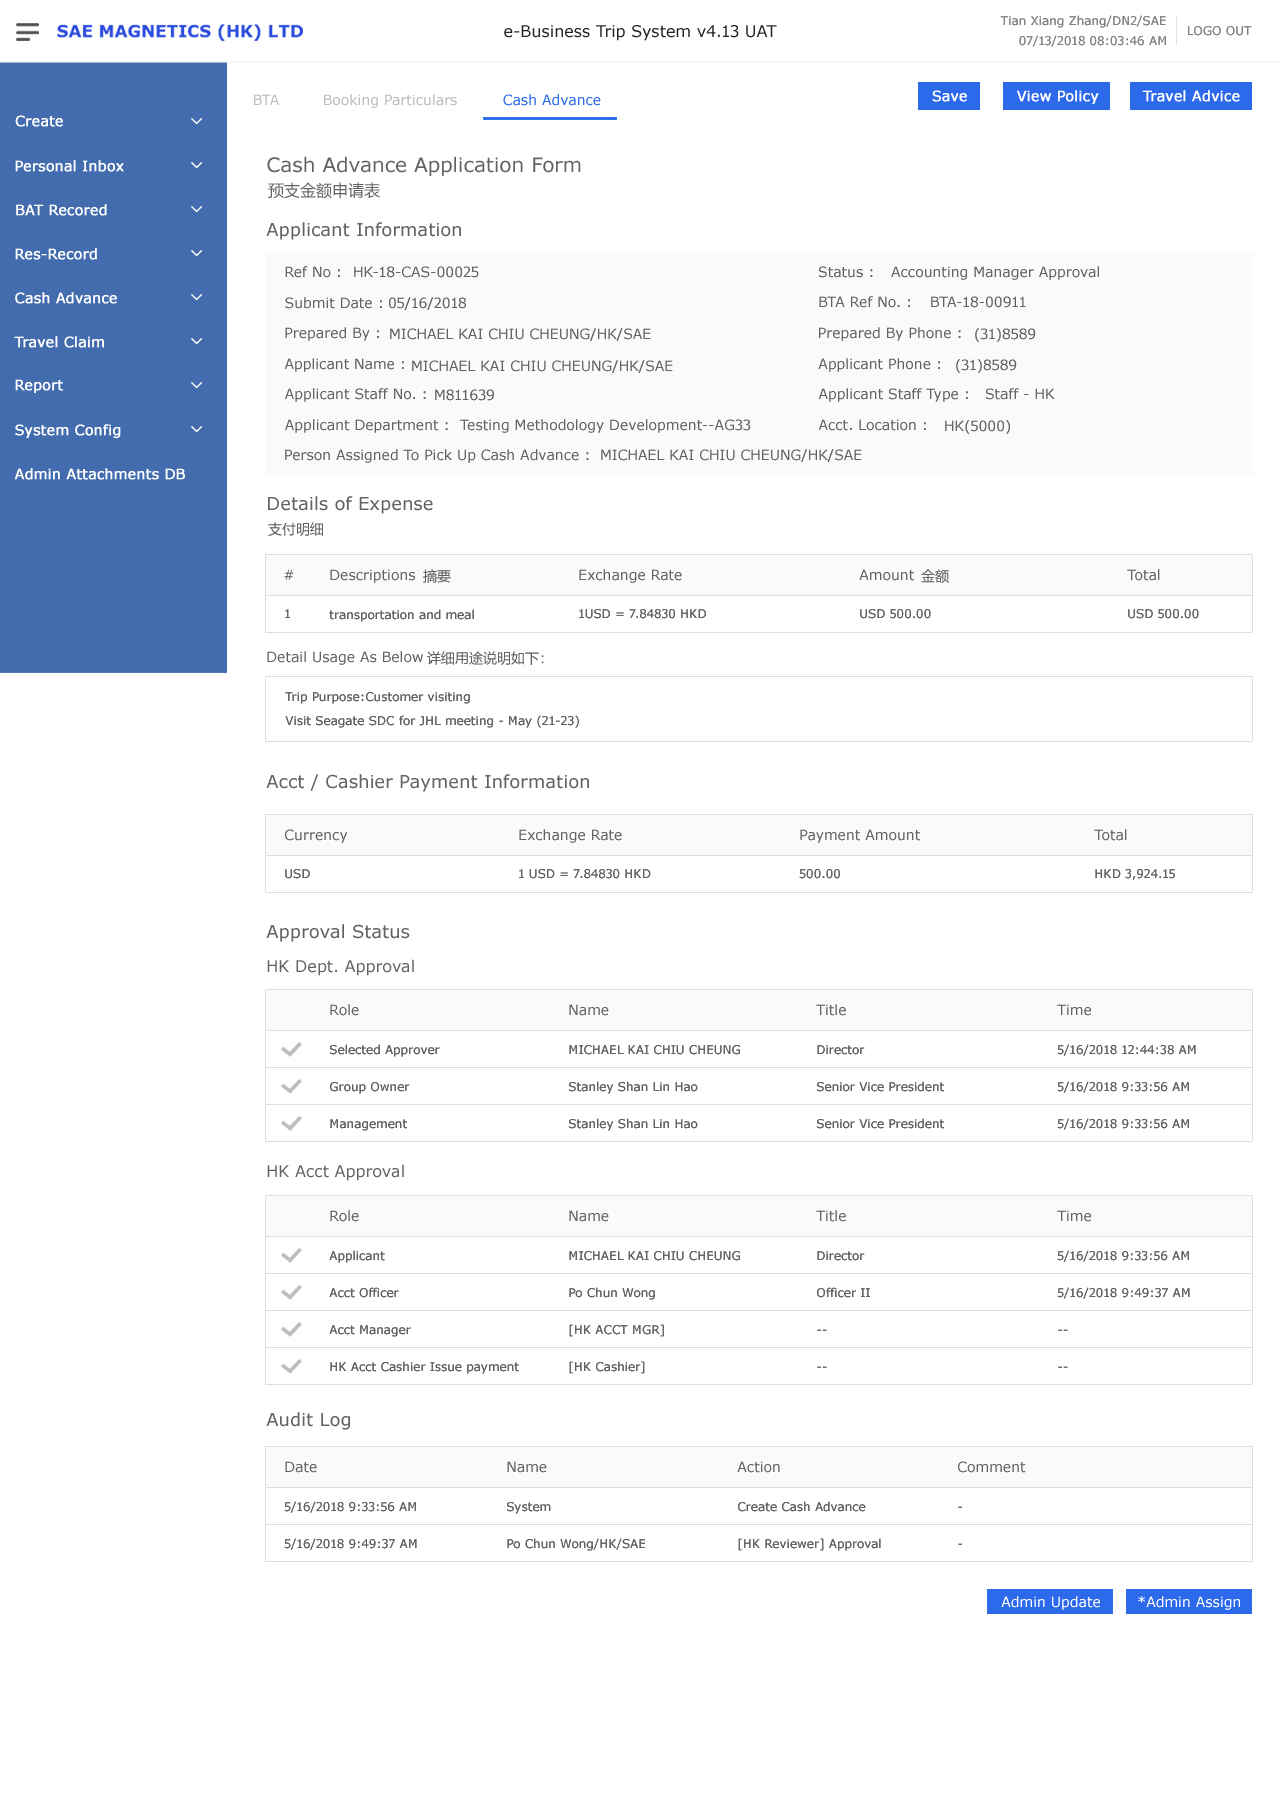 SAE MAGNETICS (HK) LTD
e-Business Trip System v4.13 UAT
Tian Xiang Zhang/DN2/SAE
07/13/2018 08:03:46 AM
LOGO OUT
Create
Personal Inbox
BAT Recored
Res-Record
Cash Advance
Travel Claim
Report
System Config
Admin Attachments DB
BTA Booking Particulars Cash Advance
Save View Policy Travel Advice
Cash Advance Application Form
预支金额申请表
Applicant Information
Ref No : HK-18-CAS-00025 Status : Accounting Manager Approval
Submit Date : 05/16/2018 BTA Ref No. : BTA-18-00911
Prepared By : MICHAEL KAI CHIU CHEUNG/HK/SAE Prepared By Phone : (31)8589
Applicant Name : MICHAEL KAI CHIU CHEUNG/HK/SAE Applicant Phone : (31)8589
Applicant Staff No. : M811639 Applicant Staff Type : Staff - HK
Applicant Department : Testing Methodology Development--AG33 Acct. Location : HK(5000)
Person Assigned To Pick Up Cash Advance : MICHAEL KAI CHIU CHEUNG/HK/SAE
Details of Expense
支付明细
# Descriptions 摘要 Exchange Rate Amount 金额 Total
1 transportation and meal 1USD = 7.84830 HKD USD 500.00 USD 500.00
Detail Usage As Below 详细用途说明如下:
Trip Purpose:Customer visiting
Visit Seagate SDC for JHL meeting - May (21-23)
Acct / Cashier Payment Information
Currency Exchange Rate Payment Amount Total
USD 1 USD = 7.84830 HKD 500.00 HKD 3,924.15
Approval Status
HK Dept. Approval
Role Name Title Time
Selected Approver MICHAEL KAI CHIU CHEUNG Director 5/16/2018 12:44:38 AM
Group Owner Stanley Shan Lin Hao Senior Vice President 5/16/2018 9:33:56 AM
Management Stanley Shan Lin Hao Senior Vice President 5/16/2018 9:33:56 AM
HK Acct Approval
Role Name Title Time
Applicant MICHAEL KAI CHIU CHEUNG Director 5/16/2018 9:33:56 AM
Acct Officer Po Chun Wong Officer II 5/16/2018 9:49:37 AM
Acct Manager [HK ACCT MGR] -- --
HK Acct Cashier Issue payment [HK Cashier] -- --
Audit Log
Date Name Action Comment
5/16/2018 9:33:56 AM System Create Cash Advance -
5/16/2018 9:49:37 AM Po Chun Wong/HK/SAE [HK Reviewer] Approval -
Admin Update *Admin Assign